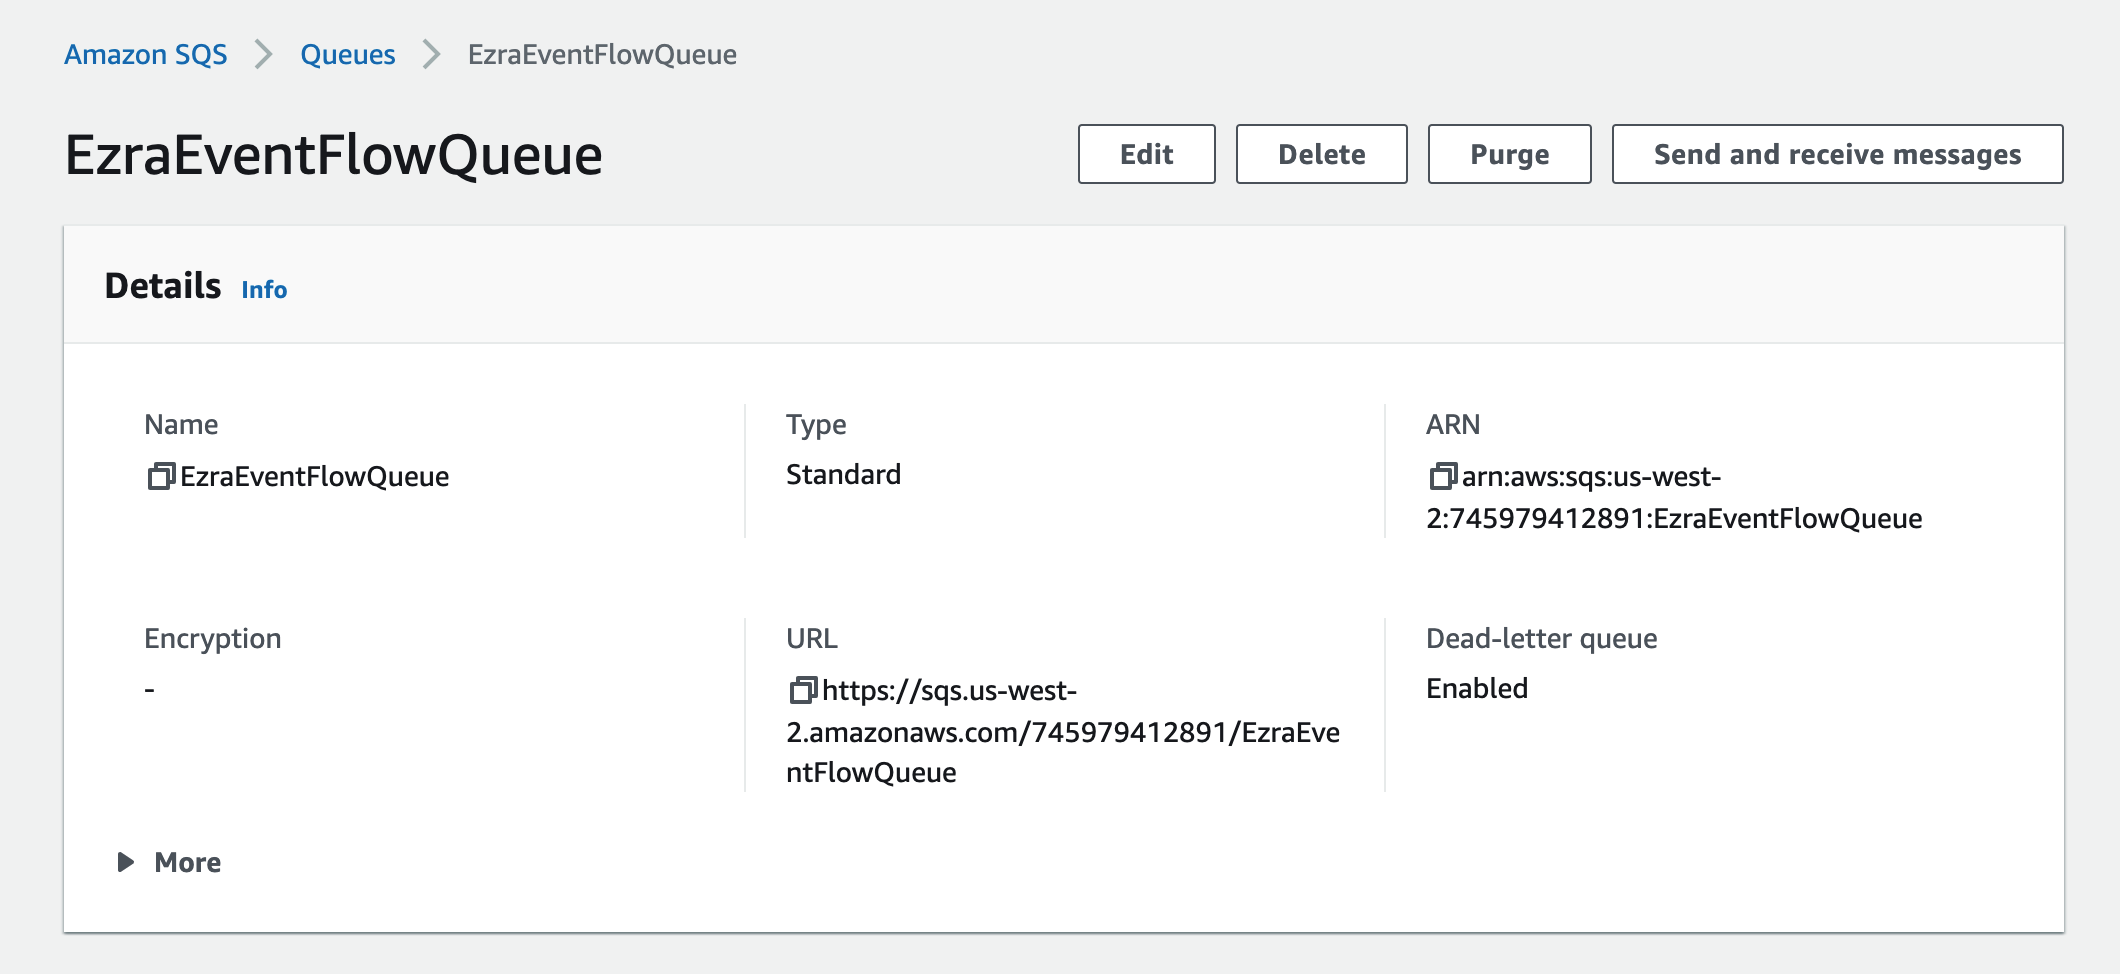 Amazon SQS > Queues > EzraEventFlowQueue
EzraEventFlowQueue
Edit
Delete
Purge
Send and receive messages
Details Info
Name
EzraEventFlowQueue
Type
Standard
ARN
arn:aws:sqs:us-west-
2:745979412891:EzraEventFlowQueue
Encryption
-
URL
https://sqs.us-west-
2.amazonaws.com/745979412891/EzraEve
ntFlowQueue
Dead-letter queue
Enabled
More